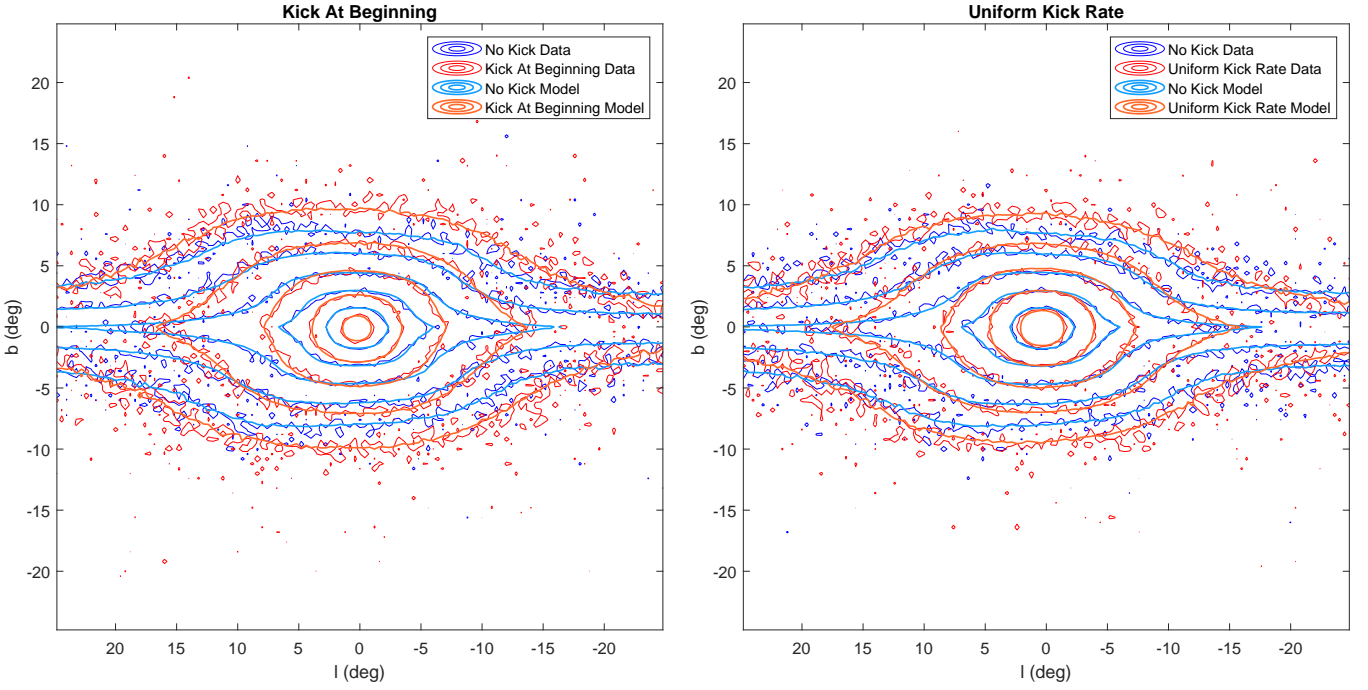 Kick At Beginning
No Kick Data
Kick At Beginning Data
No Kick Model
Kick At Beginning Model
b (deg)
20
15
10
5
0
-5
-10
-15
-20
20 15 10 5 0 -5 -10 -15 -20
l (deg)
Uniform Kick Rate
No Kick Data
Uniform Kick Rate Data
No Kick Model
Uniform Kick Rate Model
b (deg)
20
15
10
5
0
-5
-10
-15
-20
20 15 10 5 0 -5 -10 -15 -20
l (deg)